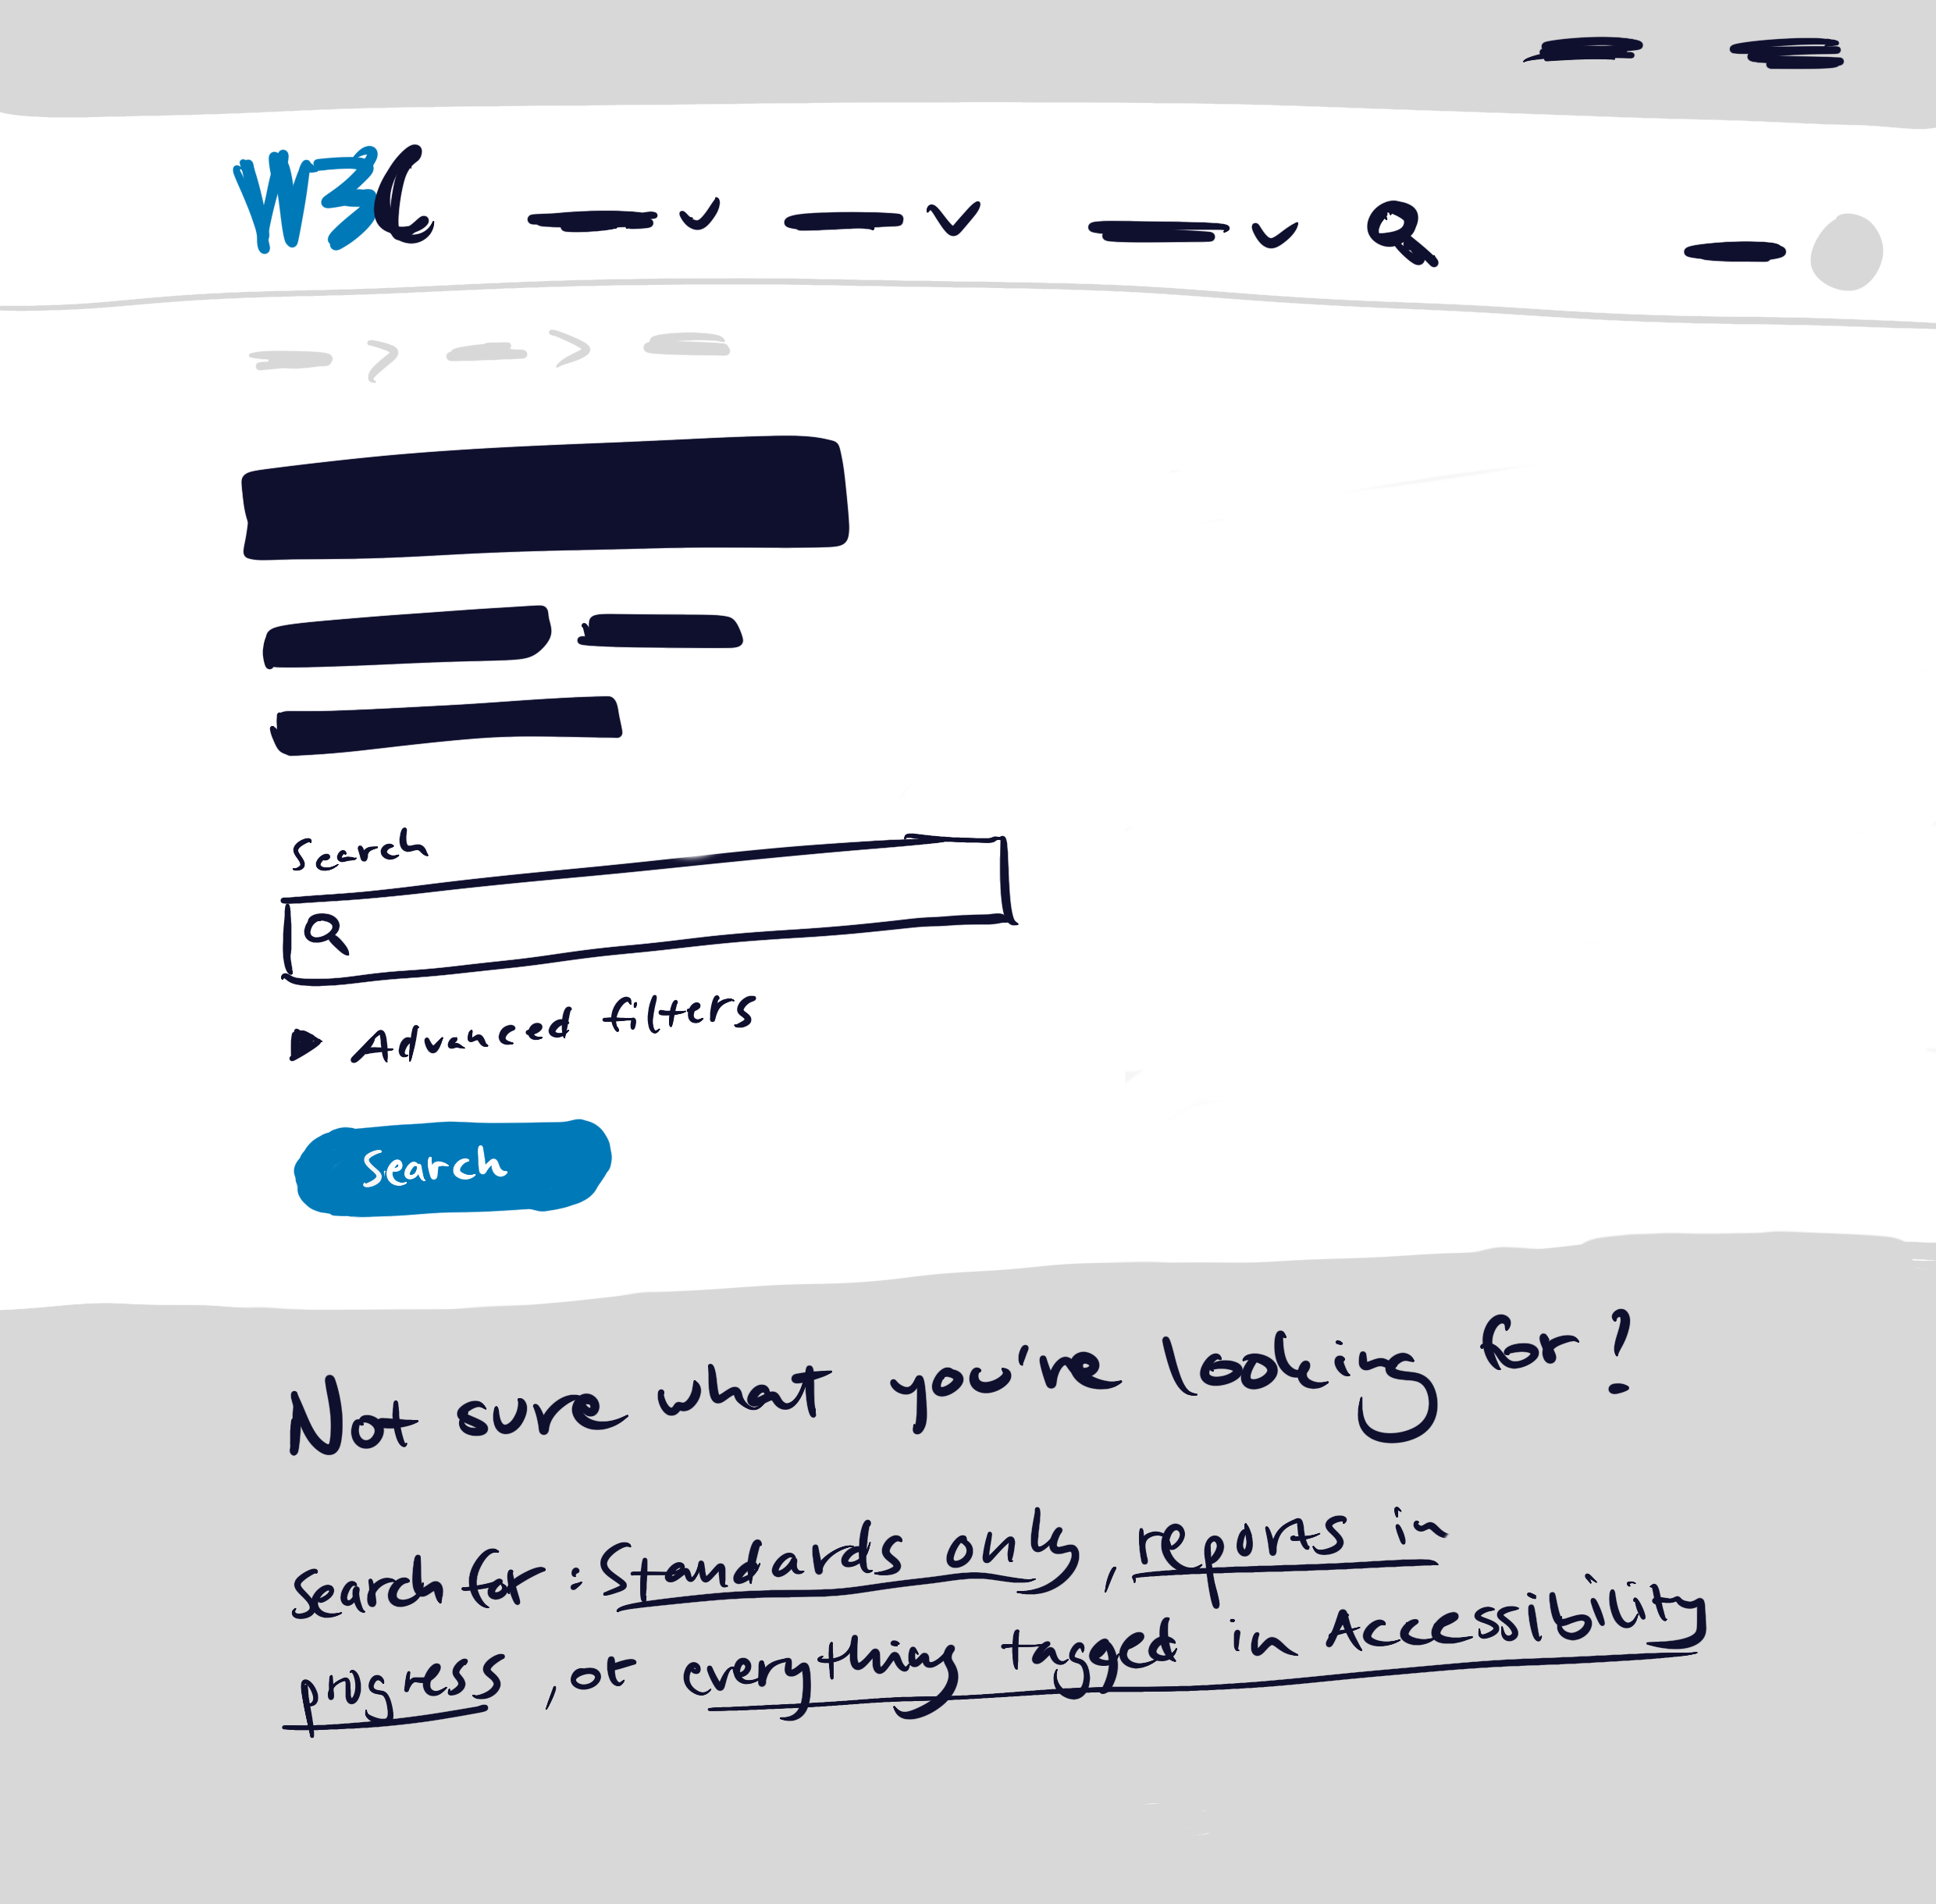 W3C
Search
Advanced filters
Search
Not sure what you're looking for?
search for: Standards only, reports in
progress, or everything tagged in Accessibility